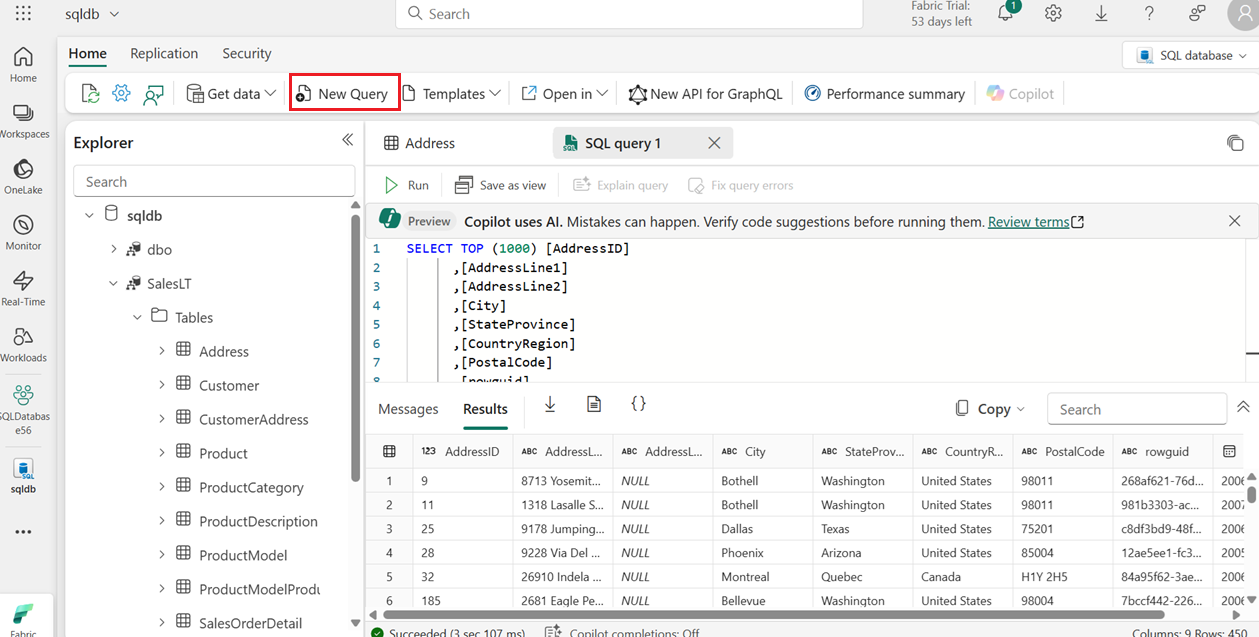 sqldb
Search
Fabric Trial:
53 days left
1
Home
Replication
Security
SQL database
Get data
New Query
Templates
Open in
New API for GraphQL
Performance summary
Copilot
Home
Workspaces
OneLake
Monitor
Real-Time
Workloads
SQLDatabas
e56
sqldb
Fabric
Explorer
Search
sqldb
dbo
SalesLT
Tables
Address
Customer
CustomerAddress
Product
ProductCategory
ProductDescription
ProductModel
ProductModelProdu
SalesOrderDetail
Address
SQL query 1
Run
Save as view
Explain query
Fix query errors
Preview Copilot uses AI. Mistakes can happen. Verify code suggestions before running them. Review terms
1 SELECT TOP (1000) [AddressID]
2 ,[AddressLine1]
3 ,[AddressLine2]
4 ,[City]
5 ,[StateProvince]
6 ,[CountryRegion]
7 ,[PostalCode]
8 ,[rowguid]
Messages
Results
{}
Copy
Search
123 AddressID ABC AddressL... ABC AddressL... ABC City ABC StateProv... ABC CountryR... ABC PostalCode ABC rowguid
1 9 8713 Yosemit... NULL Bothell Washington United States 98011 268af621-76d... 2006
2 11 1318 Lasalle S... NULL Bothell Washington United States 98011 981b3303-ac... 2007
3 25 9178 Jumping... NULL Dallas Texas United States 75201 c8df3bd9-48f... 2006
4 28 9228 Via Del ... NULL Phoenix Arizona United States 85004 12ae5ee1-fc3... 2005
5 32 26910 Indela ... NULL Montreal Quebec Canada H1Y 2H5 84a95f62-3ae... 2006
6 185 2681 Eagle Pe... NULL Bellevue Washington United States 98004 7bccf442-226... 2006
Succeeded (3 sec 107 ms)
Copilot completions: Off
Columns: 9 Rows: 450